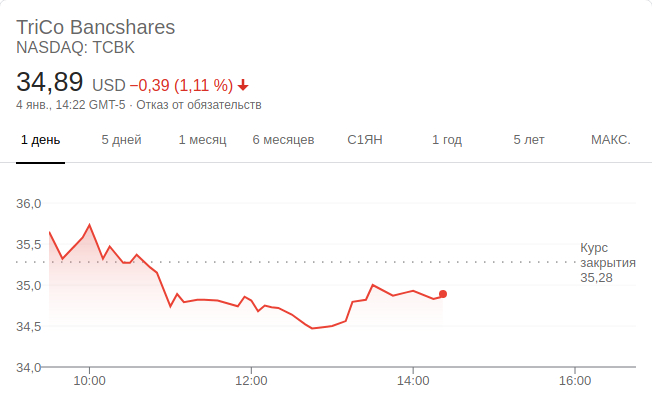 TriCo Bancshares
NASDAQ: TCBK
34,89 USD −0,39 (1,11 %)
4 янв., 14:22 GMT-5 · Отказ от обязательств
1 день 5 дней 1 месяц 6 месяцев С1ЯН 1 год 5 лет МАКС.
36,0
35,5
35,0
34,5
34,0
Курс
закрытия
35,28
10:00 12:00 14:00 16:00